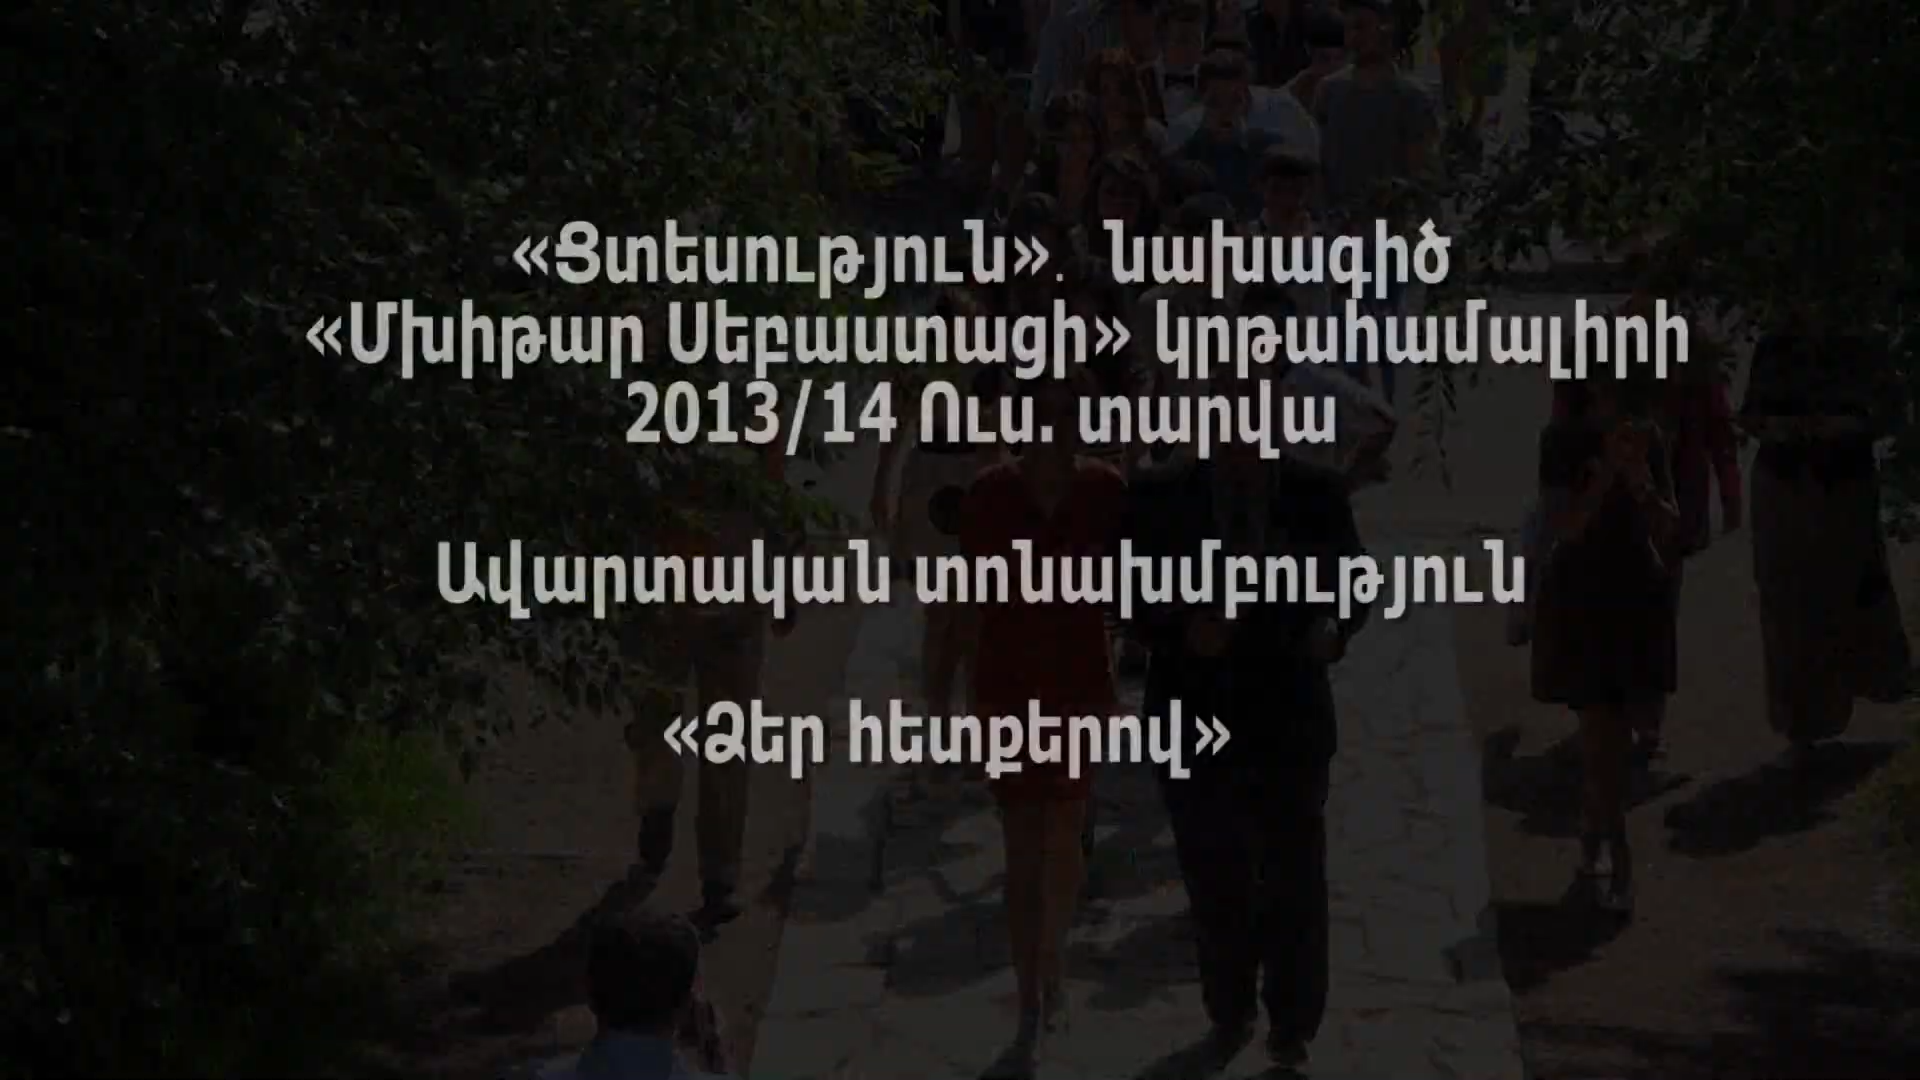 «Ցտեսություն». նախագիծ
«Մխիթար Սեբաստացի» կրթահամալիրի
2013/14 Ուս. տարվա
Ավարտական տոնախմբություն
«Ձեր հետքերով»